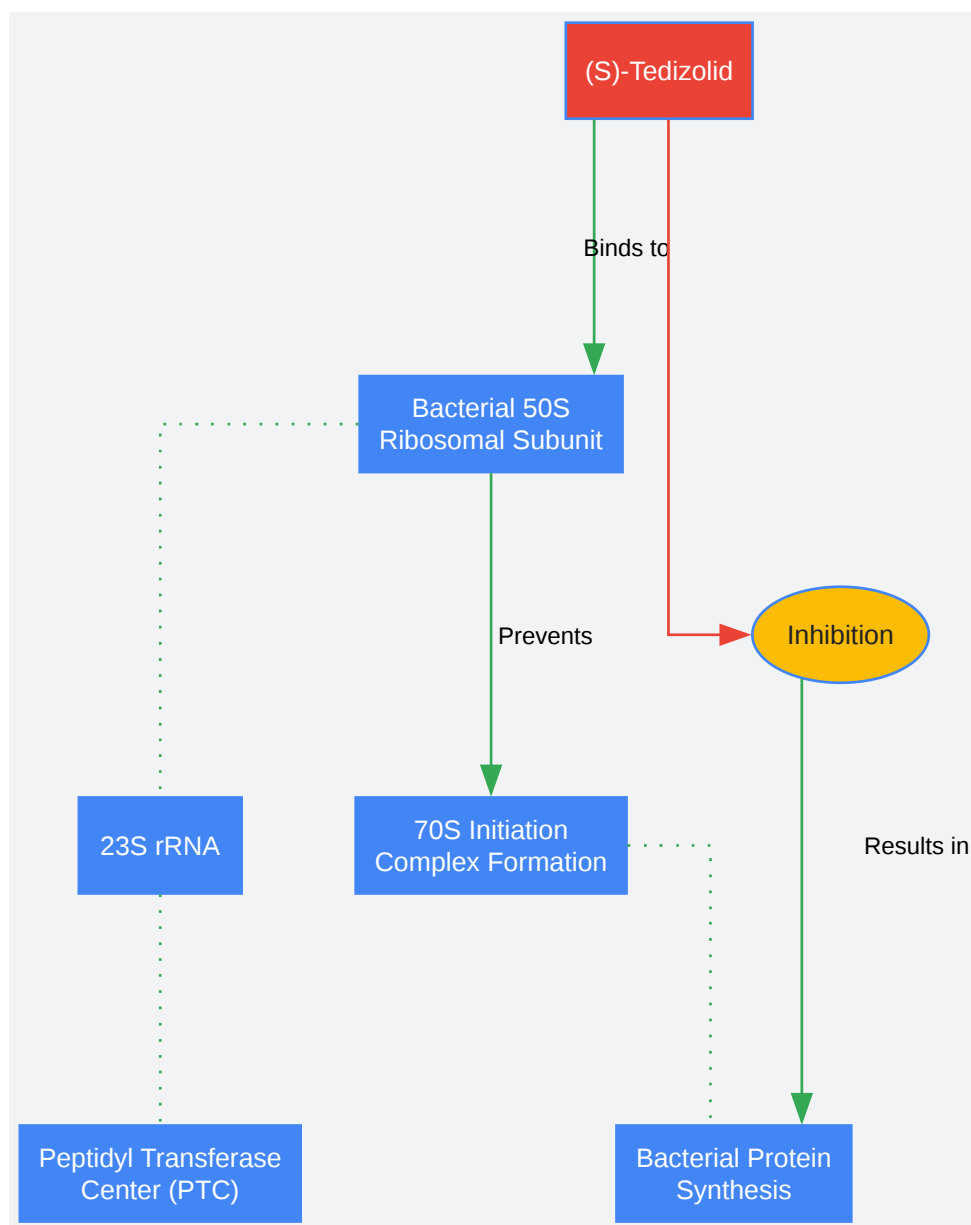 (S)-Tedizolid
Binds to
Bacterial 50S
Ribosomal Subunit
Prevents
Inhibition
23S rRNA
70S Initiation
Complex Formation
Results in
Peptidyl Transferase
Center (PTC)
Bacterial Protein
Synthesis